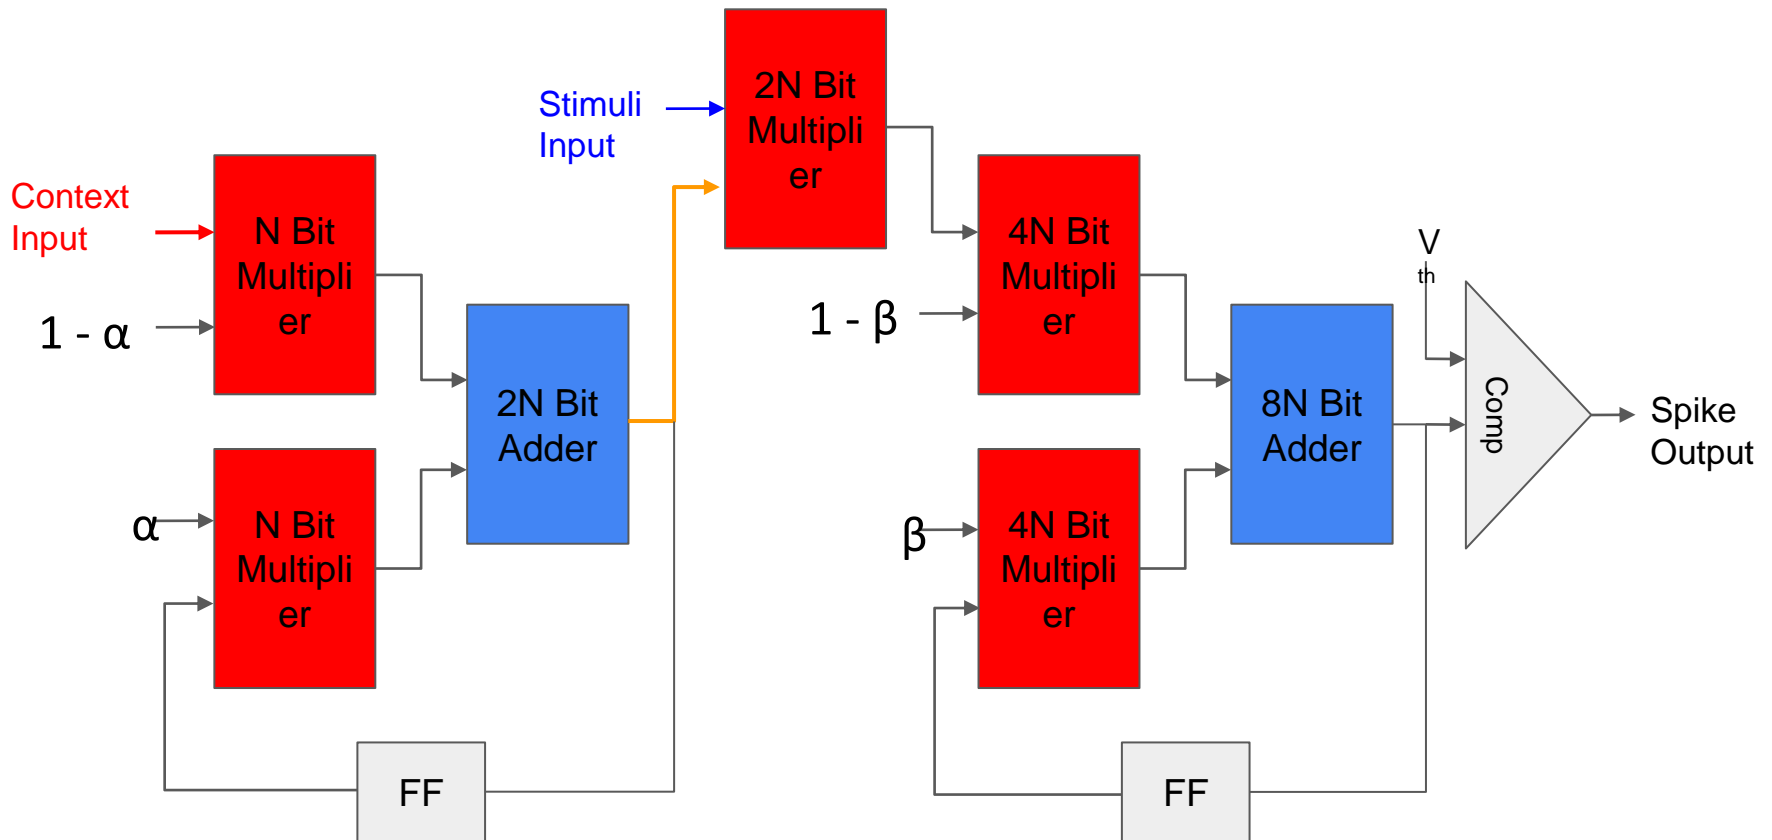 Context
Input
1 - α
N Bit
Multipli
er
α
N Bit
Multipli
er
2N Bit
Adder
FF
Stimuli
Input
2N Bit
Multipli
er
1 - β
4N Bit
Multipli
er
β
4N Bit
Multipli
er
8N Bit
Adder
FF
V
th
Comp
Spike
Output